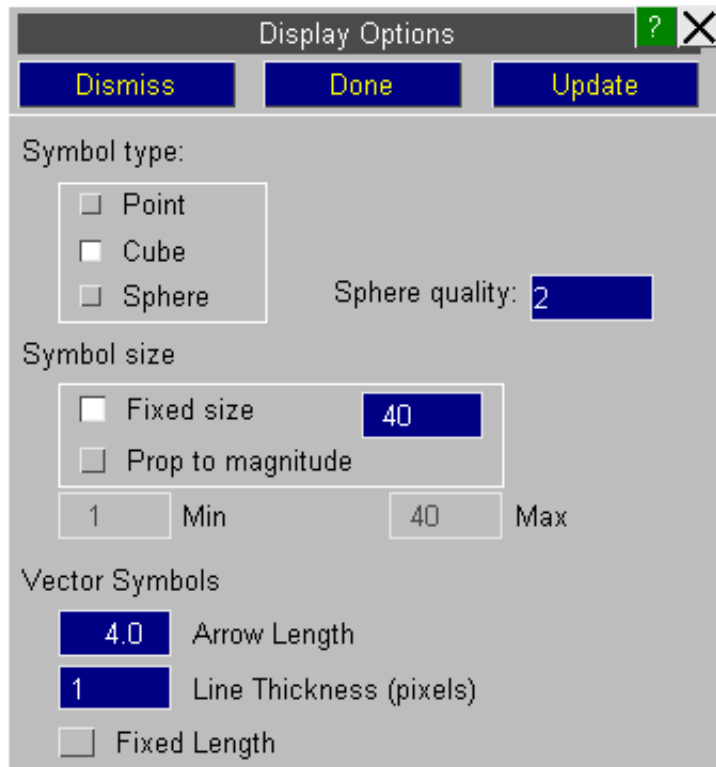 Display Options ?
Dismiss Done Update
Symbol type:
Point
Cube
Sphere Sphere quality: 2
Symbol size
Fixed size 40
Prop to magnitude
1 Min 40 Max
Vector Symbols
4.0 Arrow Length
1 Line Thickness (pixels)
Fixed Length